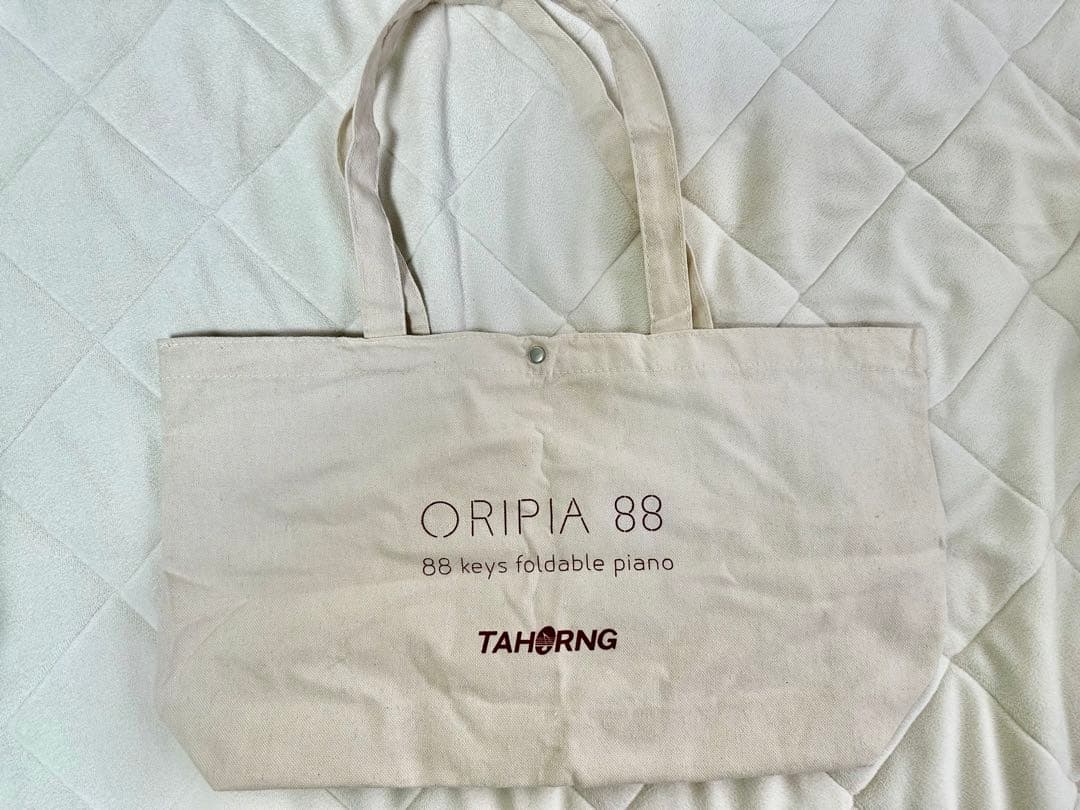 ORIPIA 88
88 keys foldable piano
TAHORNG